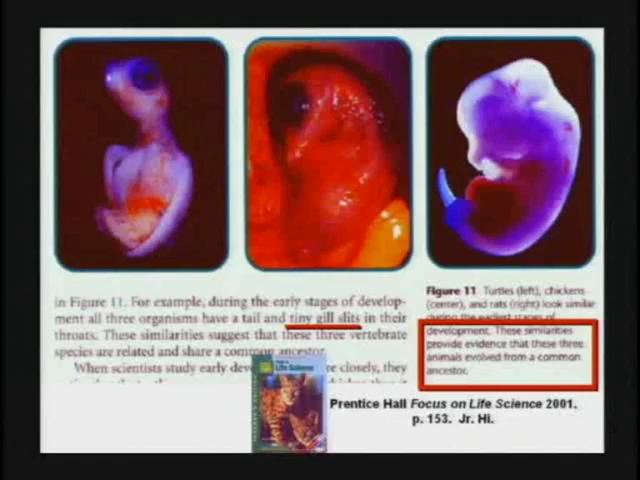 in Figure 11. For example, during the early stages of develop-
ment all three organisms have a tail and tiny gill slits in their
throats. These similarities suggest that these three vertebrate
species are related and share a common ancestor.
When scientists study early deve re closely, they
Figure 11 Turtles (left), chickens
(center), and rats (right) look similar
during the earliest stages of
development. These similarities
provide evidence that these three
animals evolved from a common
ancestor.
Life Science
Prentice Hall Focus on Life Science 2001,
p. 153. Jr. Hi.